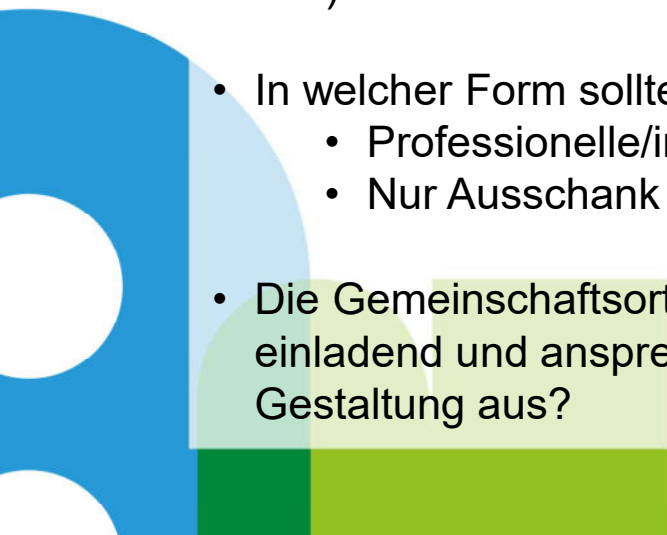 • In welcher Form sollte
• Professionelle/i
• Nur Ausschank
• Die Gemeinschaftsort
einladend und anspre
Gestaltung aus?